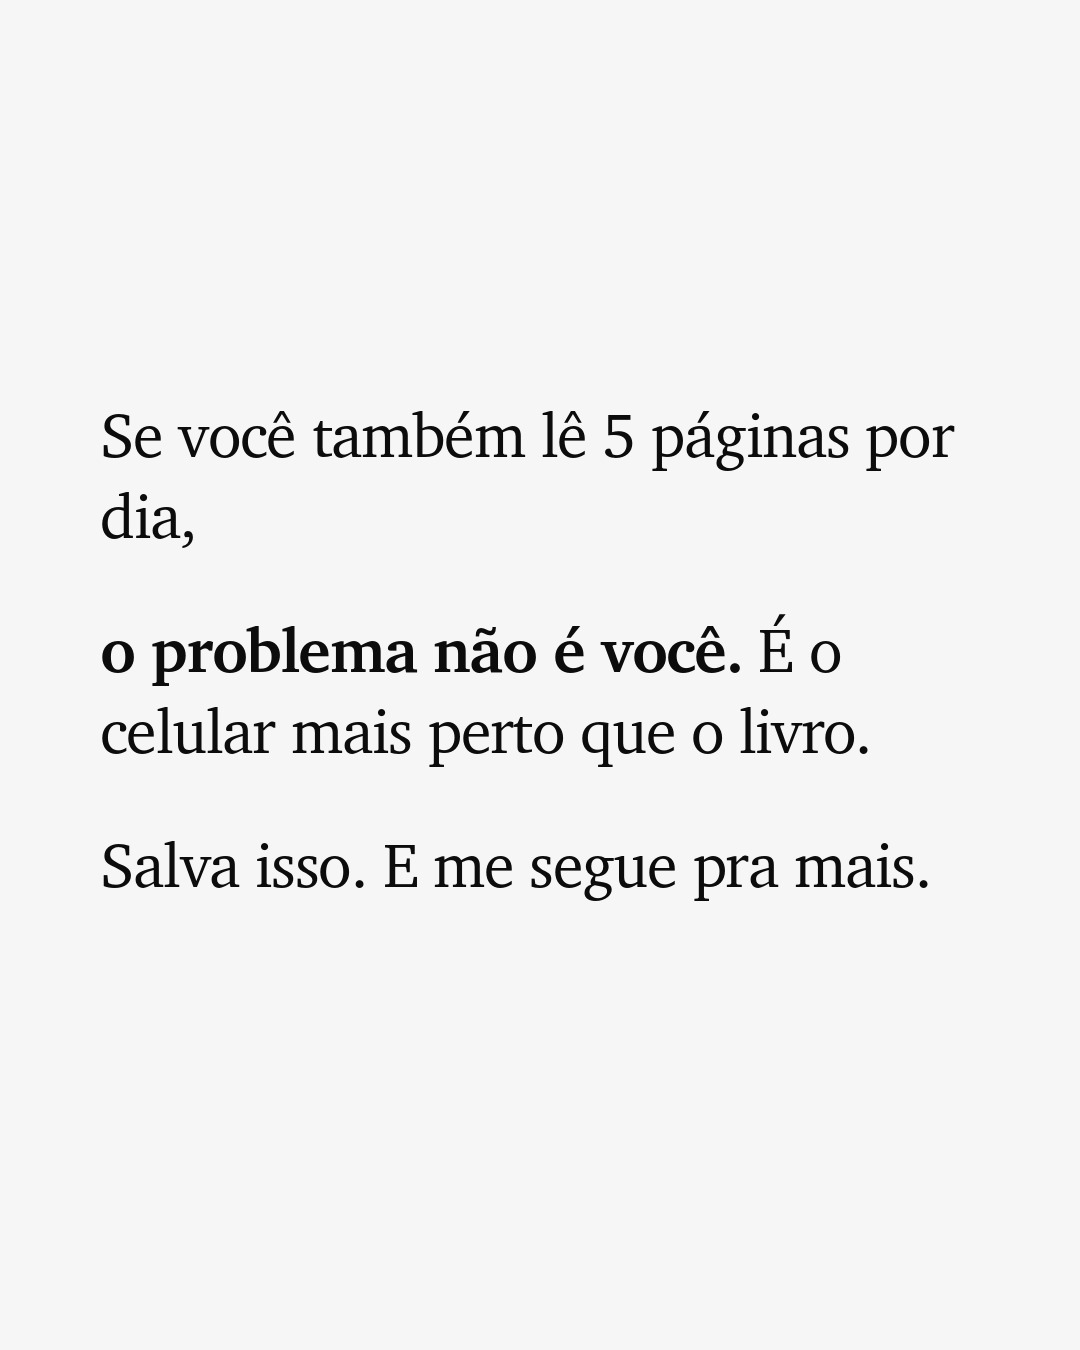 Se você também lê 5 páginas por
dia,
o problema não é você. É o
celular mais perto que o livro.
Salva isso. E me segue pra mais.